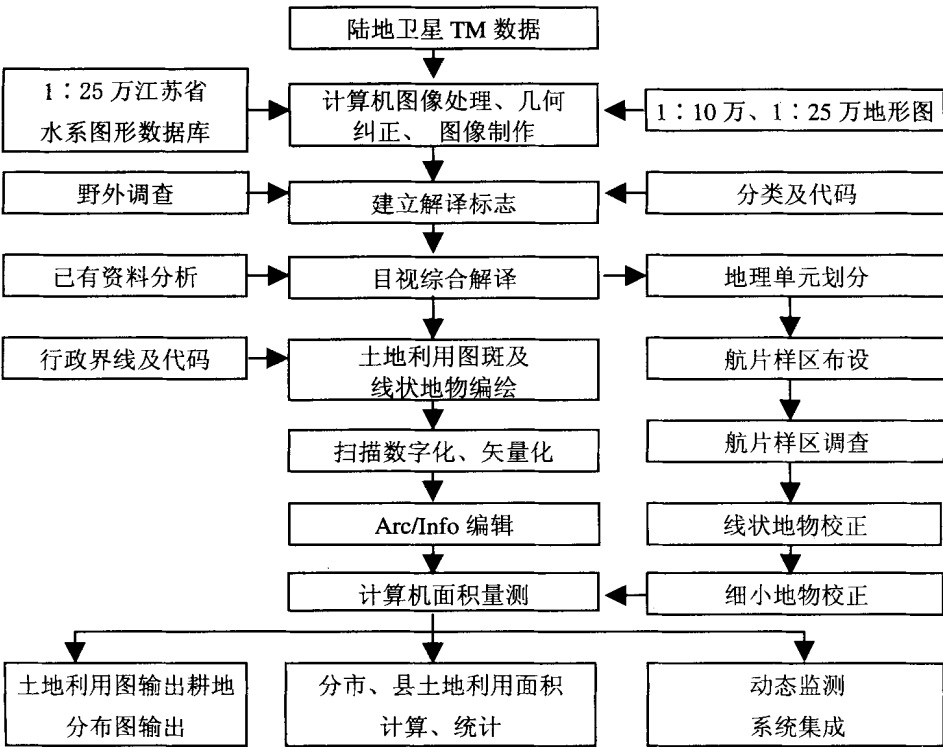 陆地卫星 TM 数据
1∶25 万江苏省
水系图形数据库
计算机图像处理、几何
纠正、 图像制作
1∶10 万、1∶25 万地形图
野外调查
建立解译标志
分类及代码
已有资料分析
目视综合解译
地理单元划分
行政界线及代码
土地利用图斑及
线状地物编绘
航片样区布设
扫描数字化、矢量化
航片样区调查
Arc/Info 编辑
线状地物校正
计算机面积量测
细小地物校正
土地利用图输出耕地
分布图输出
分市、县土地利用面积
计算、统计
动态监测
系统集成